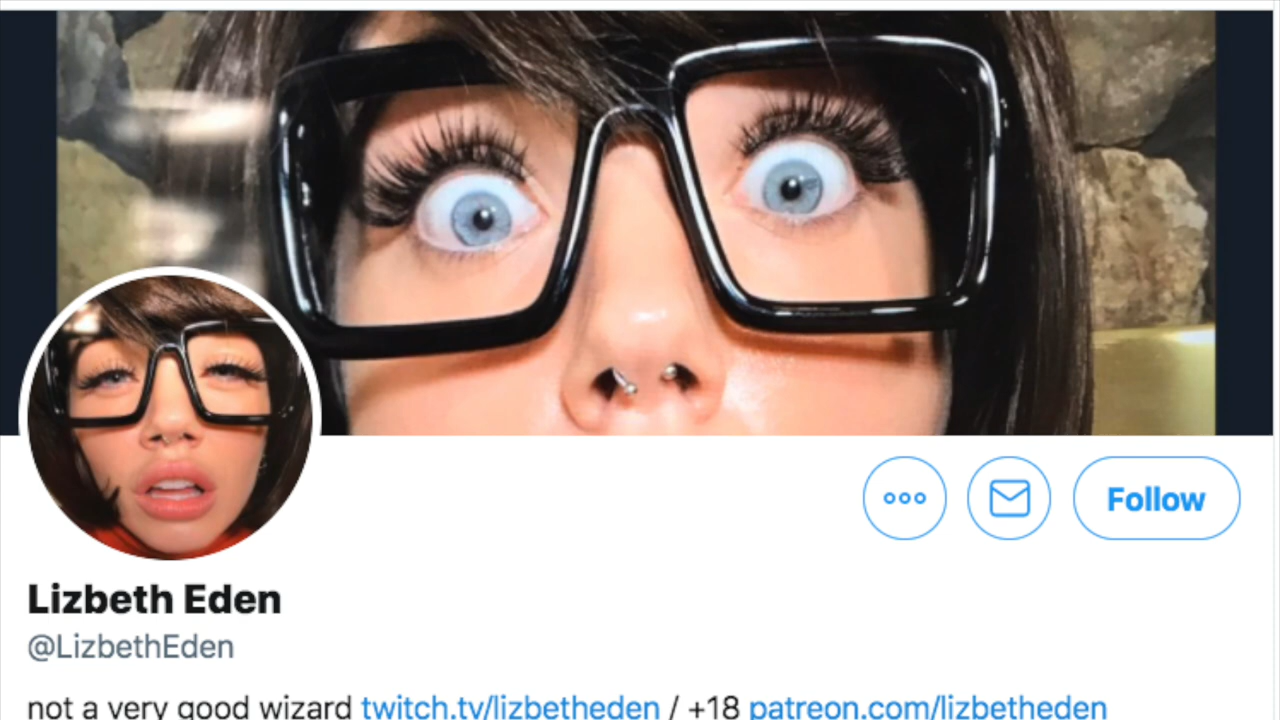 Follow
Lizbeth Eden
@LizbethEden
not a very good wizard twitch.tv/lizbetheden / +18 patreon.com/lizbetheden